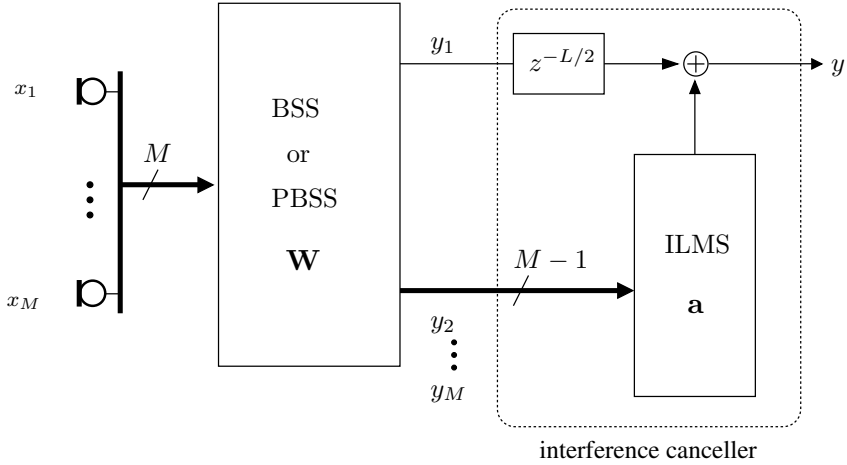 x₁
M
x_M
BSS
or
PBSS
W
y₁
z^{-L/2}
+
y
M − 1
y₂
y_M
ILMS
a
interference canceller